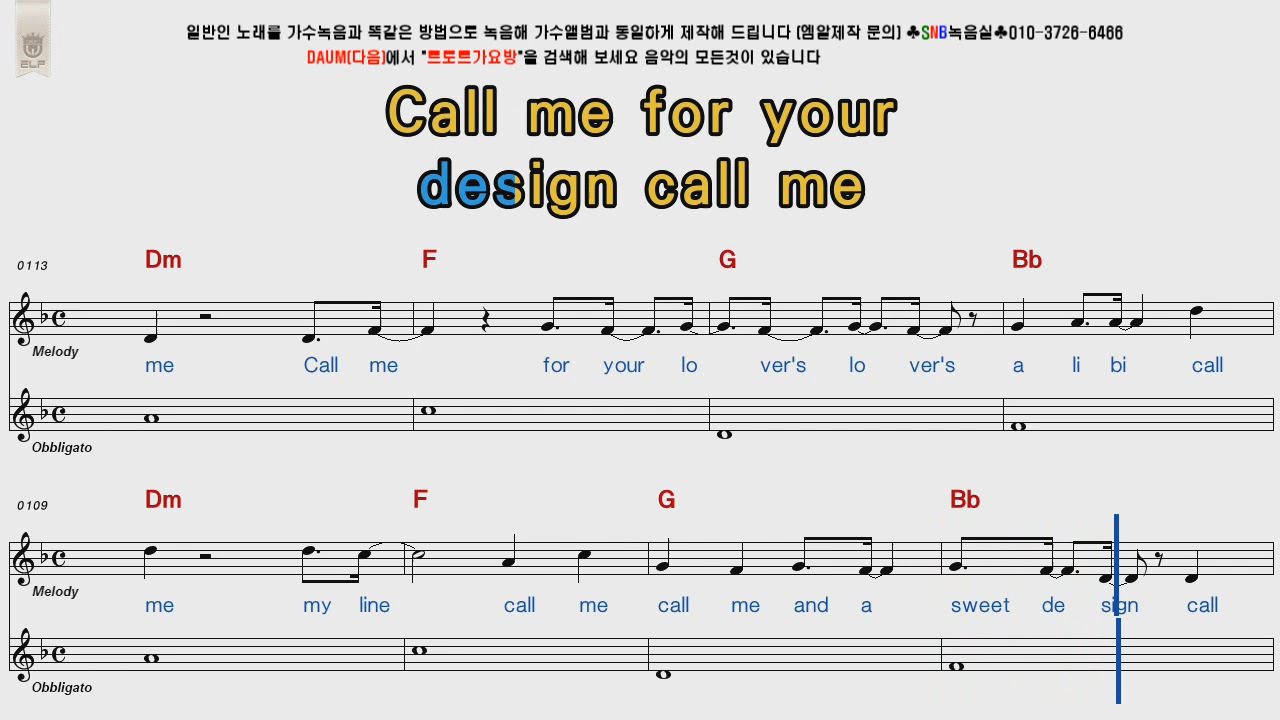 일반인 노래를 가수녹음과 똑같은 방법으로 녹음해 가수앨범과 동일하게 제작해 드립니다 (엠알제작 문의) ♣SNB녹음실♣010-3726-6466
DAUM(다음)에서 "트로트가요방"을 검색해 보세요 음악의 모든것이 있습니다
ELF
Call me for your
design call me
0113 Dm F G Bb
Melody
me Call me for your lo ver's lo ver's a li bi call
Obbligato
0109 Dm F G Bb
Melody
me my line call me call me and a sweet de sign call
Obbligato